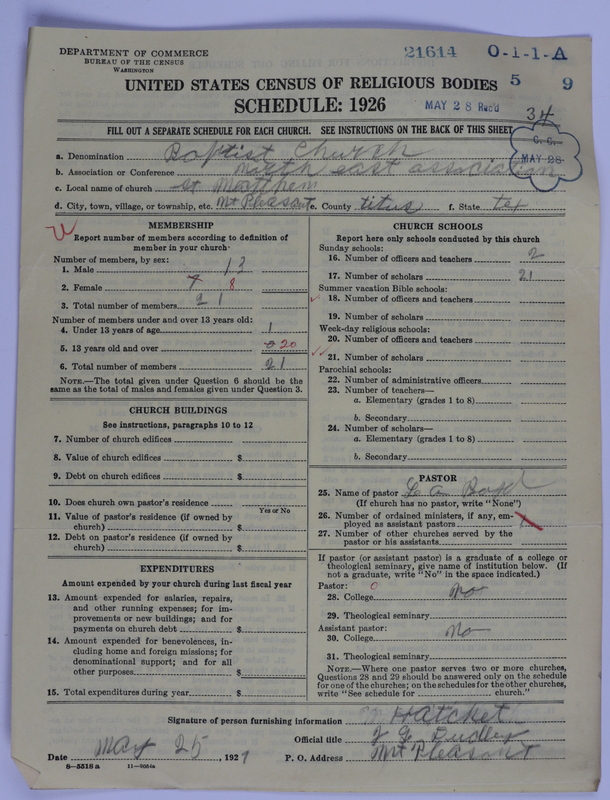 DEPARTMENT OF COMMERCE
BUREAU OF THE CENSUS
WASHINGTON
21614 O-1-1-A
UNITED STATES CENSUS OF RELIGIOUS BODIES 5 9
SCHEDULE: 1926 MAY 28 Rec'd
34
FILL OUT A SEPARATE SCHEDULE FOR EACH CHURCH. SEE INSTRUCTIONS ON THE BACK OF THIS SHEET
C. C.
MAY 28
a. Denomination Baptist Church
b. Association or Conference north east association
c. Local name of church St Matthem
d. City, town, village, or township, etc. Mt Pleasant e. County titus f. State tex
MEMBERSHIP
Report number of members according to definition of
member in your church
Number of members, by sex:
1. Male 13
2. Female 7 8
3. Total number of members 21
Number of members under and over 13 years old:
4. Under 13 years of age 1
5. 13 years old and over 20
6. Total number of members 21
NOTE.—The total given under Question 6 should be the
same as the total of males and females given under Question 3.
CHURCH BUILDINGS
See instructions, paragraphs 10 to 12
7. Number of church edifices
8. Value of church edifices $
9. Debt on church edifices $
10. Does church own pastor's residence
Yes or No
11. Value of pastor's residence (if owned by
church) $
12. Debt on pastor's residence (if owned by
church) $
EXPENDITURES
Amount expended by your church during last fiscal year
13. Amount expended for salaries, repairs,
and other running expenses; for im-
provements or new buildings; and for
payments on church debt $
14. Amount expended for benevolences, in-
cluding home and foreign missions; for
denominational support; and for all
other purposes $
15. Total expenditures during year $
CHURCH SCHOOLS
Report here only schools conducted by this church
Sunday schools:
16. Number of officers and teachers 2
17. Number of scholars 21
Summer vacation Bible schools:
18. Number of officers and teachers
19. Number of scholars
Week-day religious schools:
20. Number of officers and teachers
21. Number of scholars
Parochial schools:
22. Number of administrative officers
23. Number of teachers—
a. Elementary (grades 1 to 8)
b. Secondary
24. Number of scholars—
a. Elementary (grades 1 to 8)
b. Secondary
PASTOR
25. Name of pastor
(If church has no pastor, write "None")
26. Number of ordained ministers, if any, em-
ployed as assistant pastors
27. Number of other churches served by the
pastor or his assistants
If pastor (or assistant pastor) is a graduate of a college or
theological seminary, give name of institution below. (If
not a graduate, write "No" in the space indicated.)
Pastor:
28. College no
29. Theological seminary
Assistant pastor:
30. College no
31. Theological seminary
NOTE.—Where one pastor serves two or more churches,
Questions 28 and 29 should be answered only on the schedule
for one of the churches; on the schedules for the other churches,
write "See schedule for church."
Signature of person furnishing information Hatchet
Official title
Date May 25, 1927 P. O. Address Mt Pleasant
8—5518 a